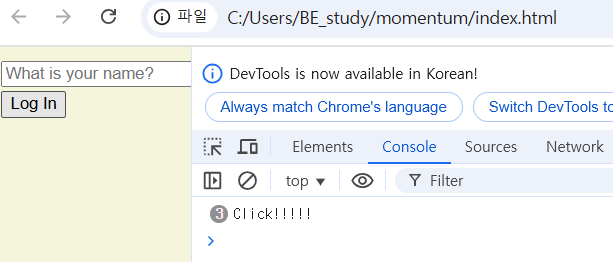 파일 C:/Users/BE_study/momentum/index.html
What is your name?
Log In
DevTools is now available in Korean!
Always match Chrome's language Switch DevTools to
Elements Console Sources Network
top Filter
3 Click!!!!!